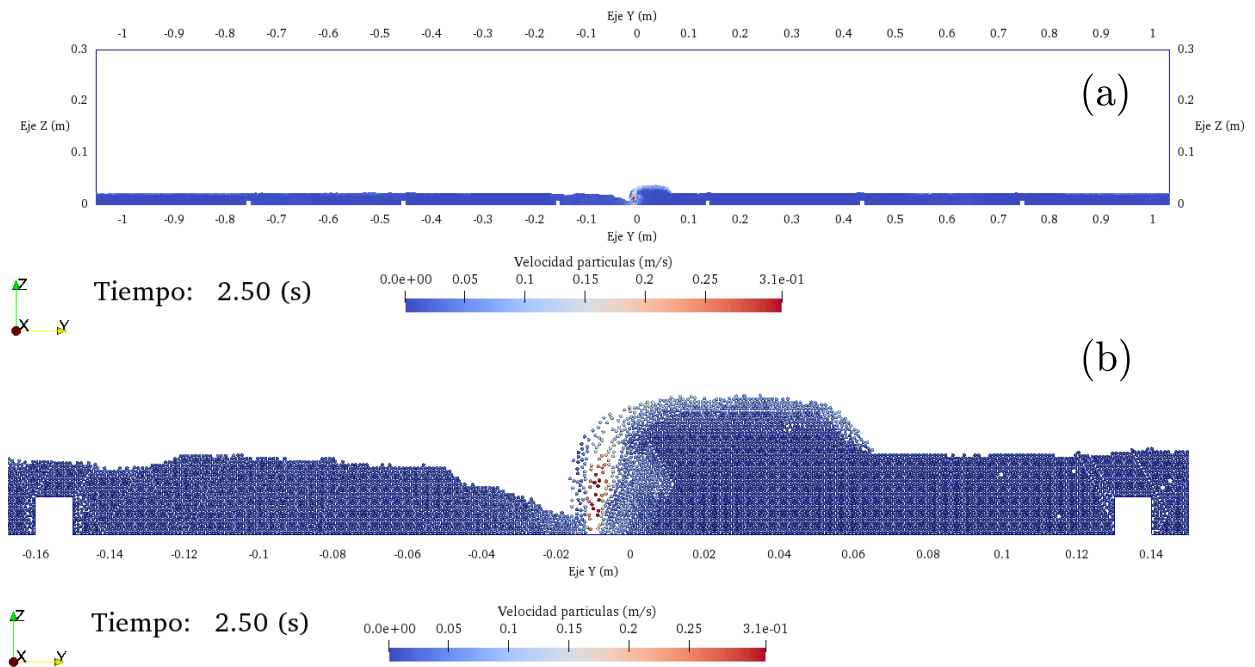 Eje Y (m)
-1 -0.9 -0.8 -0.7 -0.6 -0.5 -0.4 -0.3 -0.2 -0.1 0 0.1 0.2 0.3 0.4 0.5 0.6 0.7 0.8 0.9 1
0.3 0.3
(a)
0.2 0.2
Eje Z (m) Eje Z (m)
0.1 0.1
0 0
-1 -0.9 -0.8 -0.7 -0.6 -0.5 -0.4 -0.3 -0.2 -0.1 0 0.1 0.2 0.3 0.4 0.5 0.6 0.7 0.8 0.9 1
Eje Y (m)
Velocidad particulas (m/s)
0.0e+00 0.05 0.1 0.15 0.2 0.25 3.1e-01
Z
Tiempo: 2.50 (s)
X Y
(b)
-0.16 -0.14 -0.12 -0.1 -0.08 -0.06 -0.04 -0.02 0 0.02 0.04 0.06 0.08 0.1 0.12 0.14
Eje Y (m)
Velocidad particulas (m/s)
0.0e+00 0.05 0.1 0.15 0.2 0.25 3.1e-01
Z
Tiempo: 2.50 (s)
X Y